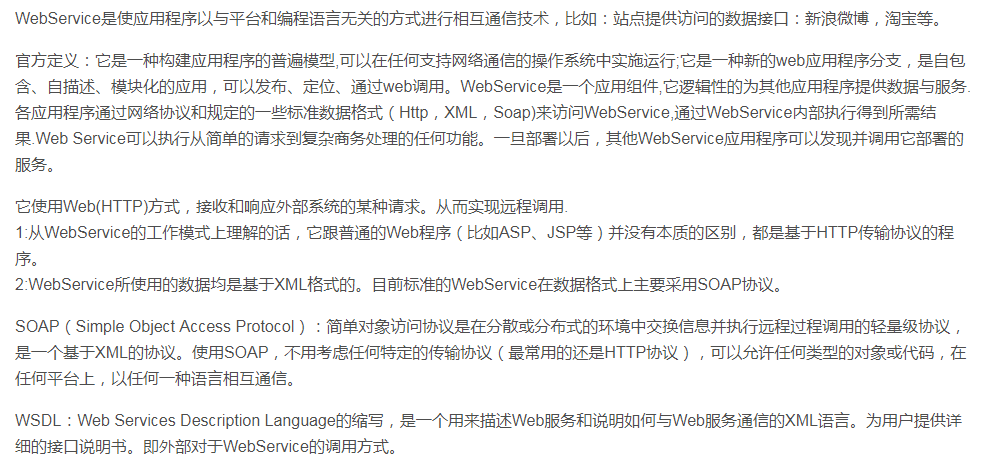 WebService是使应用程序以与平台和编程语言无关的方式进行相互通信技术，比如：站点提供访问的数据接口：新浪微博，淘宝等。
官方定义：它是一种构建应用程序的普遍模型,可以在任何支持网络通信的操作系统中实施运行;它是一种新的web应用程序分支，是自包
含、自描述、模块化的应用，可以发布、定位、通过web调用。WebService是一个应用组件,它逻辑性的为其他应用程序提供数据与服务.
各应用程序通过网络协议和规定的一些标准数据格式（Http，XML，Soap)来访问WebService,通过WebService内部执行得到所需结
果.Web Service可以执行从简单的请求到复杂商务处理的任何功能。一旦部署以后，其他WebService应用程序可以发现并调用它部署的
服务。
它使用Web(HTTP)方式，接收和响应外部系统的某种请求。从而实现远程调用.
1:从WebService的工作模式上理解的话，它跟普通的Web程序（比如ASP、JSP等）并没有本质的区别，都是基于HTTP传输协议的程
序。
2:WebService所使用的数据均是基于XML格式的。目前标准的WebService在数据格式上主要采用SOAP协议。
SOAP（Simple Object Access Protocol）：简单对象访问协议是在分散或分布式的环境中交换信息并执行远程过程调用的轻量级协议，
是一个基于XML的协议。使用SOAP，不用考虑任何特定的传输协议（最常用的还是HTTP协议），可以允许任何类型的对象或代码，在
任何平台上，以任何一种语言相互通信。
WSDL：Web Services Description Language的缩写，是一个用来描述Web服务和说明如何与Web服务通信的XML语言。为用户提供详
细的接口说明书。即外部对于WebService的调用方式。